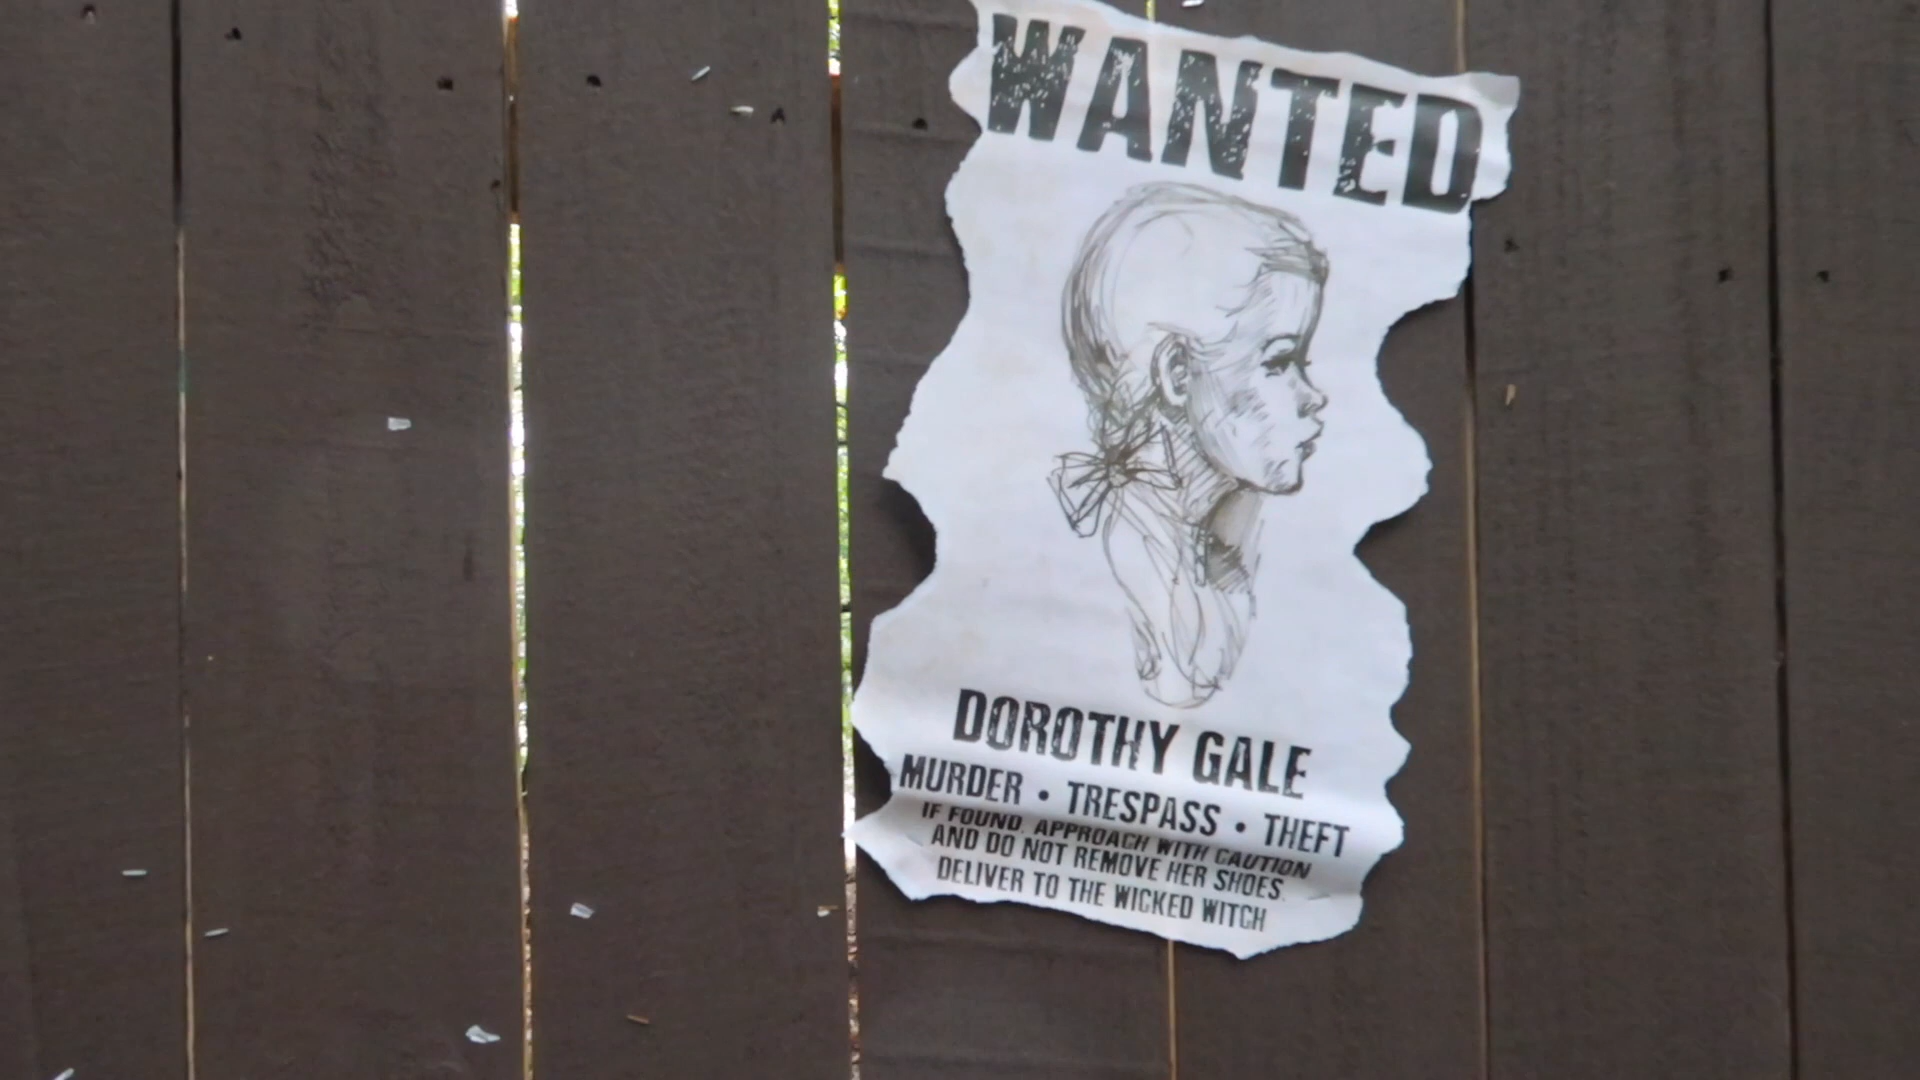 WANTED
DOROTHY GALE
MURDER • TRESPASS • THEFT
IF FOUND, APPROACH WITH CAUTION
AND DO NOT REMOVE HER SHOES.
DELIVER TO THE WICKED WITCH